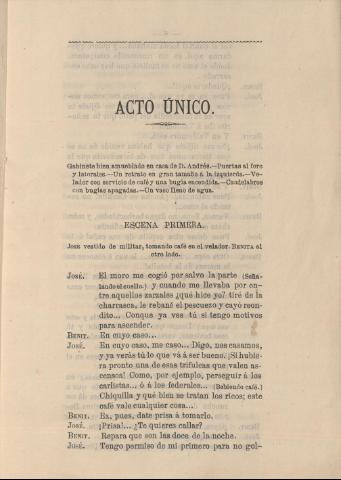 ACTO ÚNICO.
Gabinete bien amueblado en casa de D. Andrés.—Puertas al foro
y laterales.—Un retrato en gran tamaño á la izquierda.—Ve-
lador con servicio de café y una bugía encendida.—Candelabros
con bugías apagadas.—Un vaso lleno de agua.
ESCENA PRIMERA.
JOSÉ vestido de militar, tomando café en el velador. BENITA al
otro lado.
JOSÉ. El moro me cogió por salvo la parte (Seña-
lando el cuello.) y cuando me llevaba por en-
tre aquellos zarzales ¿qué hice yo? tiré de la
charrasca, le rebané el pescuezo y cayó reon-
dito... Conque ya ves tú si tengo motivos
para ascender.
BENIT. En cuyo caso...
JOSÉ. En cuyo caso, me caso... Digo, nos casamos,
y ya verás tú lo que vá á ser bueno. ¡Si hubie-
ra pronto una de esas trifulcas que valen as-
censos! Como, por ejemplo, perseguir á los
carlistas... ó á los federales... (Bebiendo café.)
Chiquilla y qué bien se tratan los ricos; este
café vale cualquier cosa...
BENIT. Ea, pues, date prisa á tomarlo.
JOSÉ. ¡Prisa!... ¿Te quieres callar?
BENIT. Repara que son las doce de la noche.
JOSÉ. Tengo permiso de mi primero para no gol-